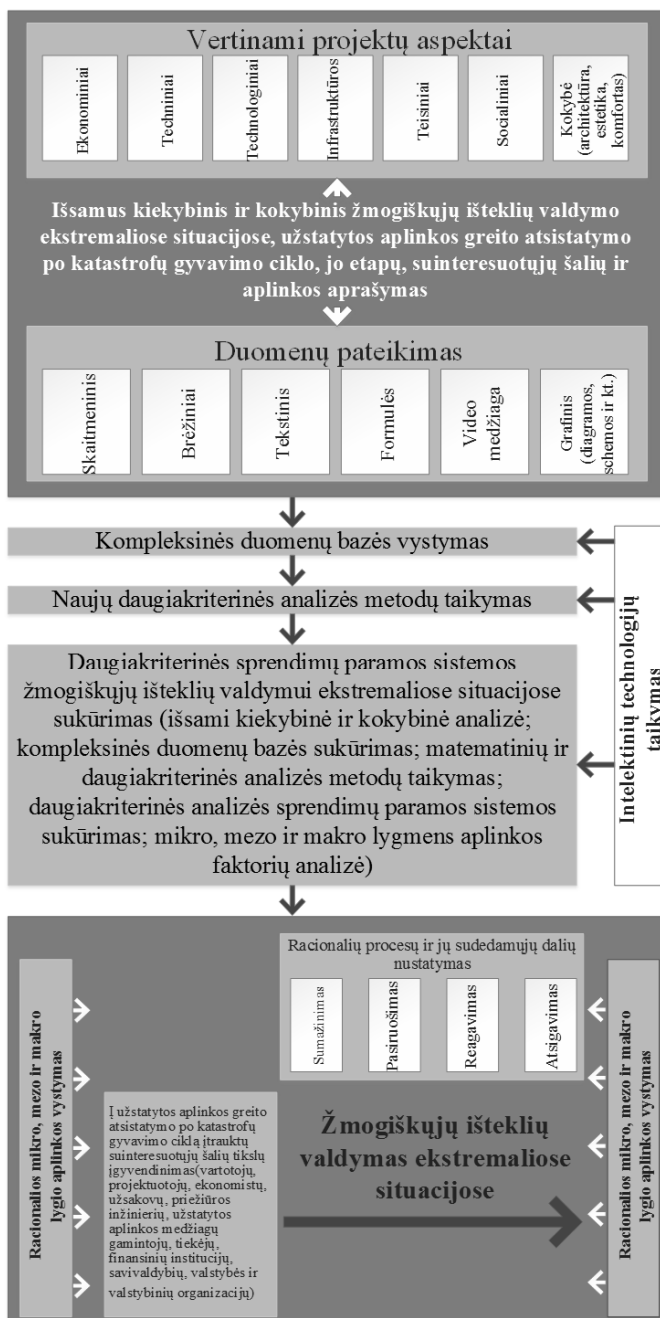 Vertinami projektų aspektai
Ekonominiai
Techniniai
Technologiniai
Infrastruktūros
Teisiniai
Socialiniai
Kokybė
(architektūra,
estetika,
komfortas)
Išsamus kiekybinis ir kokybinis žmogiškųjų išteklių valdymo
ekstremaliose situacijose, užstatytos aplinkos greito atsistatymo
po katastrofų gyvavimo ciklo, jo etapų, suinteresuotųjų šalių ir
aplinkos aprašymas
Duomenų pateikimas
Skaitmeninis
Brėžiniai
Tekstinis
Formulės
Video
medžiaga
Grafinis
(diagramos,
schemos ir kt.)
Kompleksinės duomenų bazės vystymas
Naujų daugiakriterinės analizės metodų taikymas
Daugiakriterinės sprendimų paramos sistemos
žmogiškųjų išteklių valdymui ekstremaliose situacijose
sukūrimas (išsami kiekybinė ir kokybinė analizė;
kompleksinės duomenų bazės sukūrimas; matematinių ir
daugiakriterinės analizės metodų taikymas;
daugiakriterinės analizės sprendimų paramos sistemos
sukūrimas; mikro, mezo ir makro lygmens aplinkos
faktorių analizė)
Intelektinių technologijų
taikymas
Racionalios mikro, mezo ir makro
lygio aplinkos vystymas
Racionalių procesų ir jų sudedamųjų dalių
nustatymas
Sumažinimas
Pasiruošimas
Reagavimas
Atsigavimas
Į užstatytos aplinkos greito
atsistatymo po katastrofų
gyvavimo ciklą įtrauktų
suinteresuotųjų šalių tikslų
įgyvendinimas(vartotojų,
projektuotojų, ekonomistų,
užsakovų, priežiūros
inžinierių, užstatytos
aplinkos medžiagų
gamintojų, tiekėjų,
finansinių institucijų,
savivaldybių, valstybės ir
valstybinių organizacijų)
Žmogiškųjų išteklių
valdymas ekstremaliose
situacijose
Racionalios mikro, mezo ir makro
lygio aplinkos vystymas